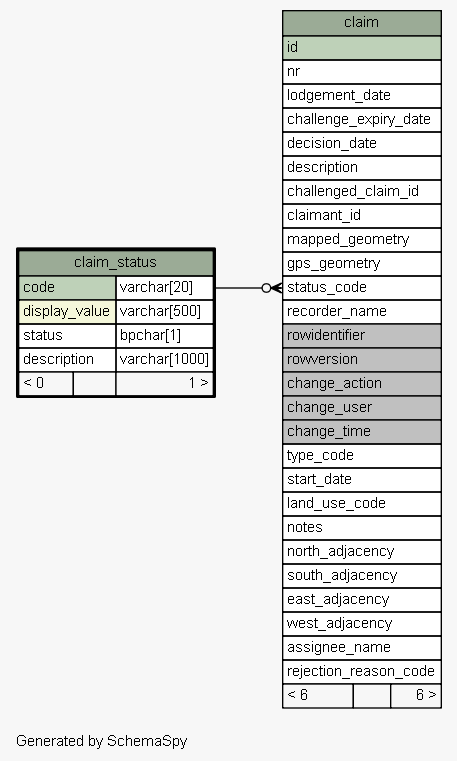 claim
id
nr
lodgement_date
challenge_expiry_date
decision_date
description
challenged_claim_id
claimant_id
mapped_geometry
gps_geometry
status_code
recorder_name
rowidentifier
rowversion
change_action
change_user
change_time
type_code
start_date
land_use_code
notes
north_adjacency
south_adjacency
east_adjacency
west_adjacency
assignee_name
rejection_reason_code
< 6 6 >
claim_status
code varchar[20]
display_value varchar[500]
status bpchar[1]
description varchar[1000]
< 0 1 >
Generated by SchemaSpy